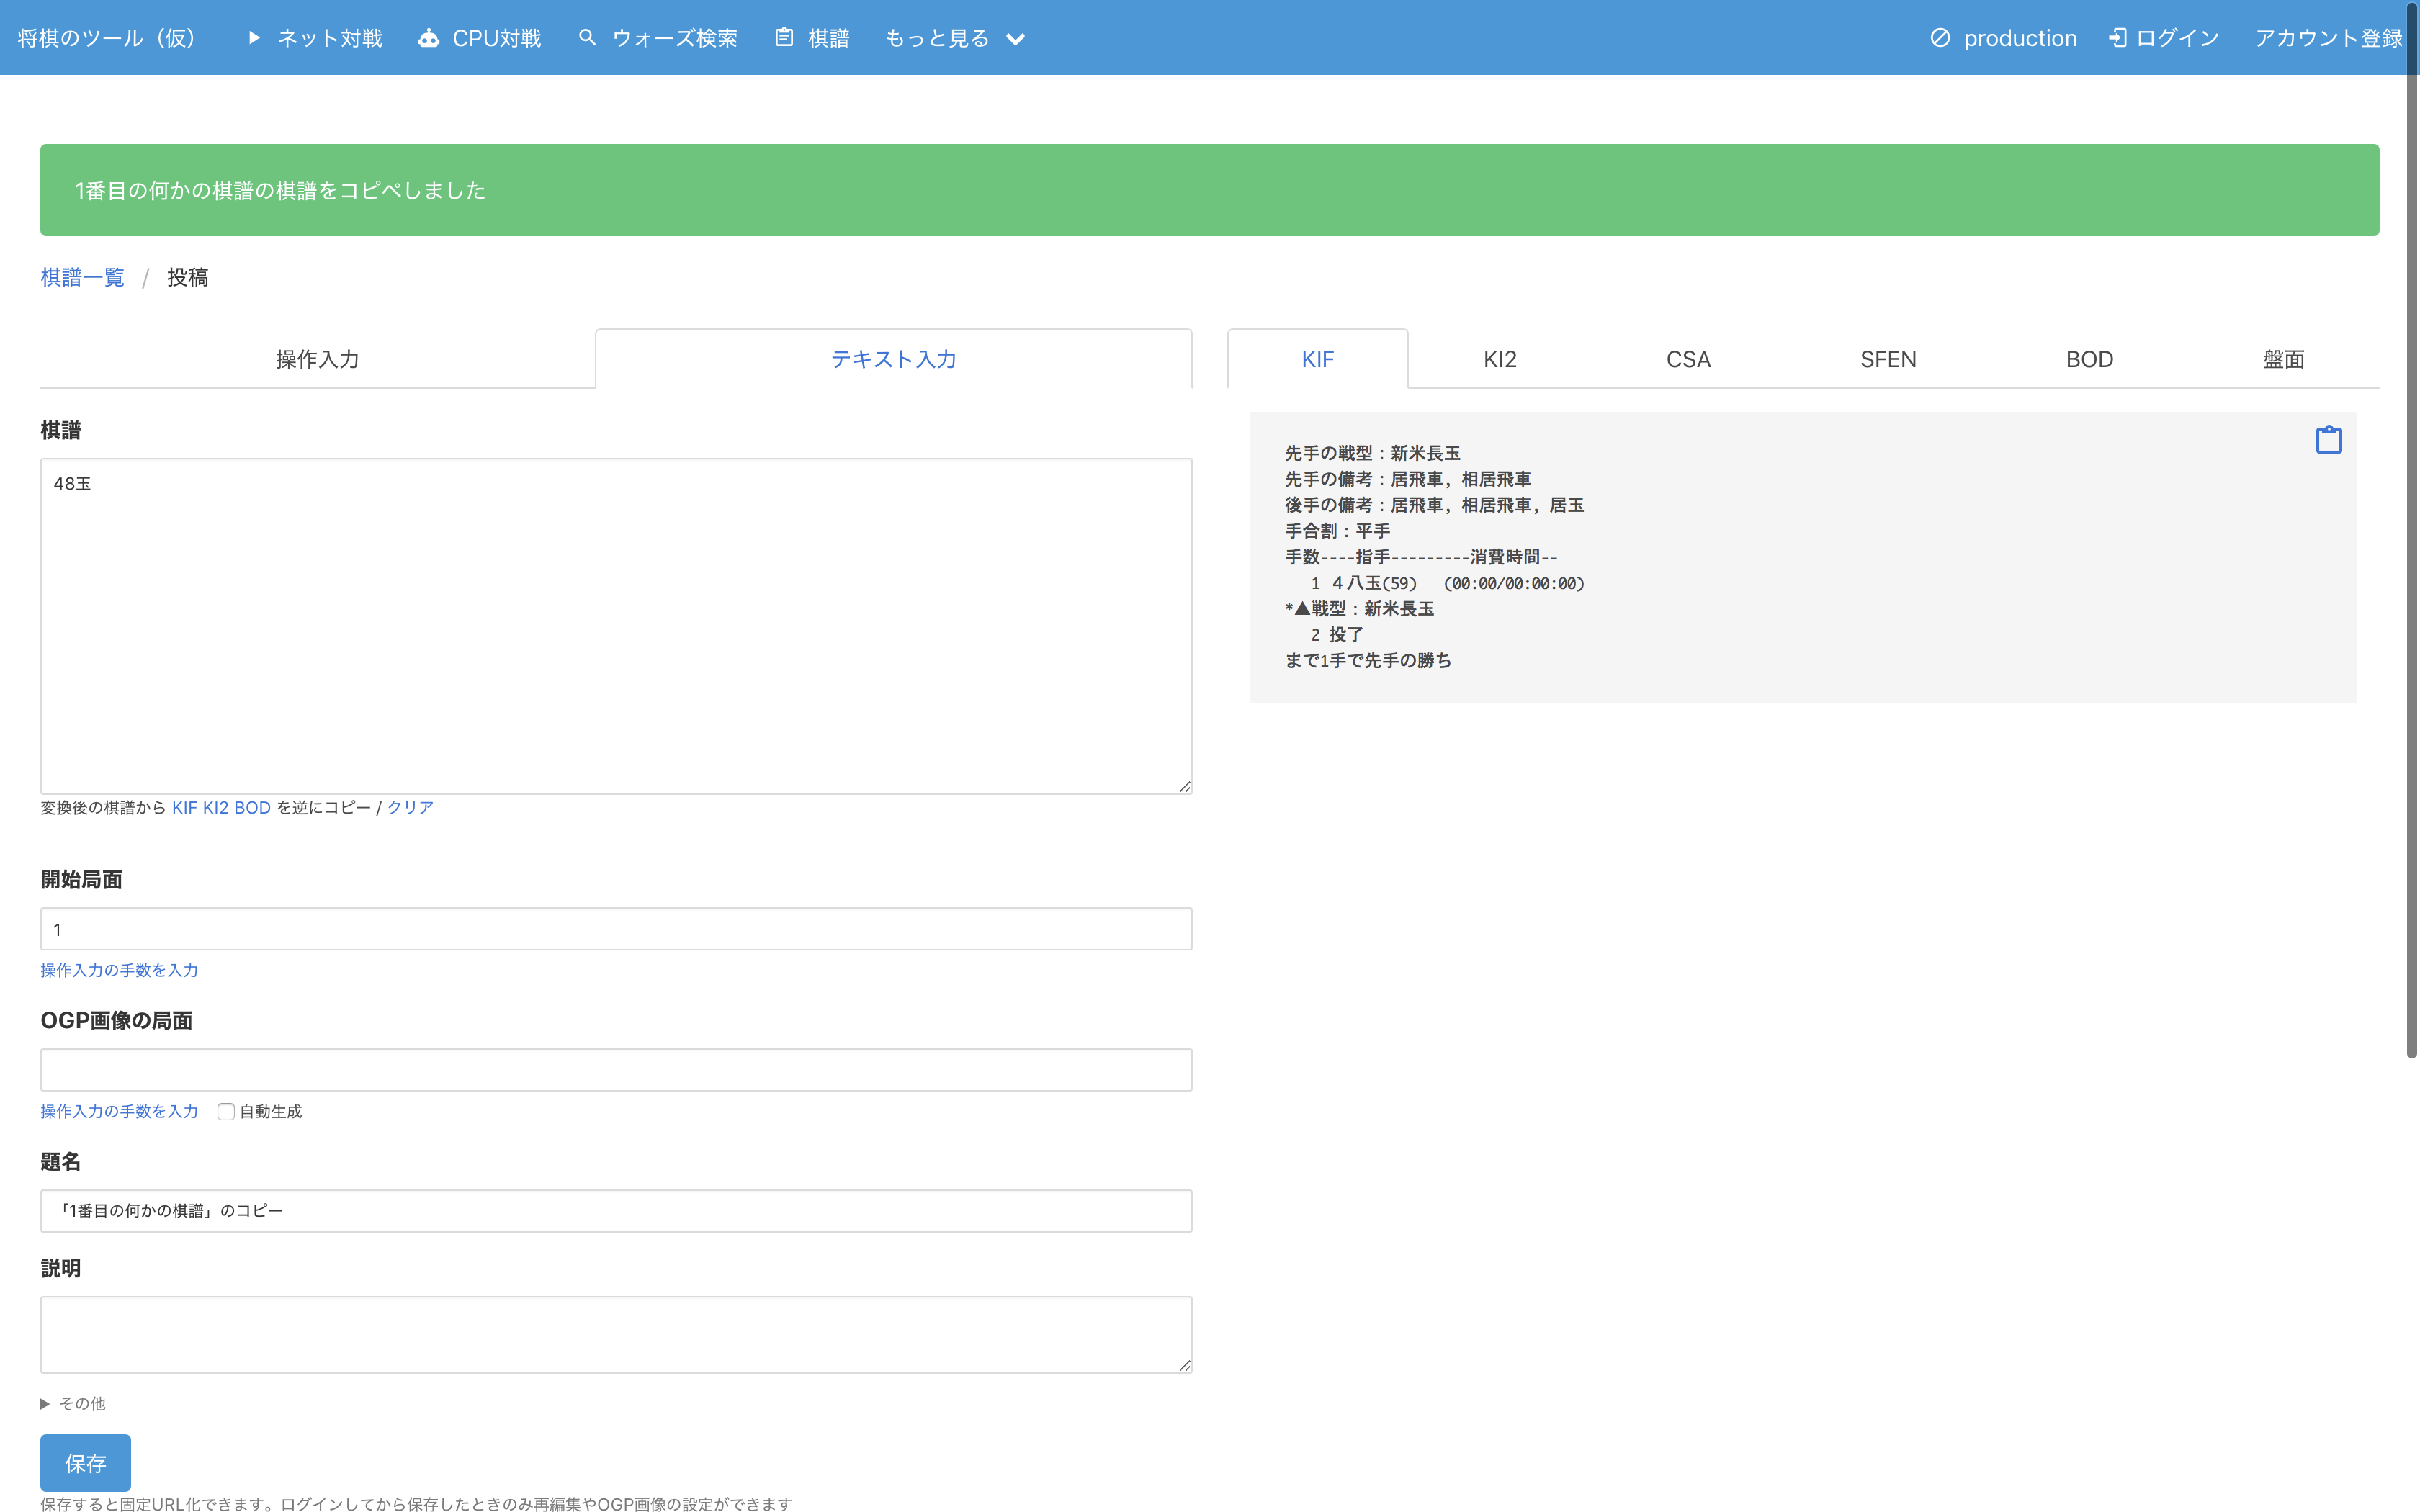 将棋のツール（仮） ネット対戦 CPU対戦 ウォーズ検索 棋譜 もっと見る production ログイン アカウント登録
1番目の何かの棋譜の棋譜をコピペしました
棋譜一覧 / 投稿
操作入力 テキスト入力
棋譜
48玉
変換後の棋譜から KIF KI2 BOD を逆にコピー / クリア
開始局面
1
操作入力の手数を入力
OGP画像の局面
操作入力の手数を入力 自動生成
題名
「1番目の何かの棋譜」のコピー
説明
その他
保存
保存すると固定URL化できます。ログインしてから保存したときのみ再編集やOGP画像の設定ができます
KIF KI2 CSA SFEN BOD 盤面
先手の戦型：新米長玉
先手の備考：居飛車, 相居飛車
後手の備考：居飛車, 相居飛車, 居玉
手合割：平手
手数----指手---------消費時間--
1 ４八玉(59) (00:00/00:00:00)
*▲戦型：新米長玉
2 投了
まで1手で先手の勝ち